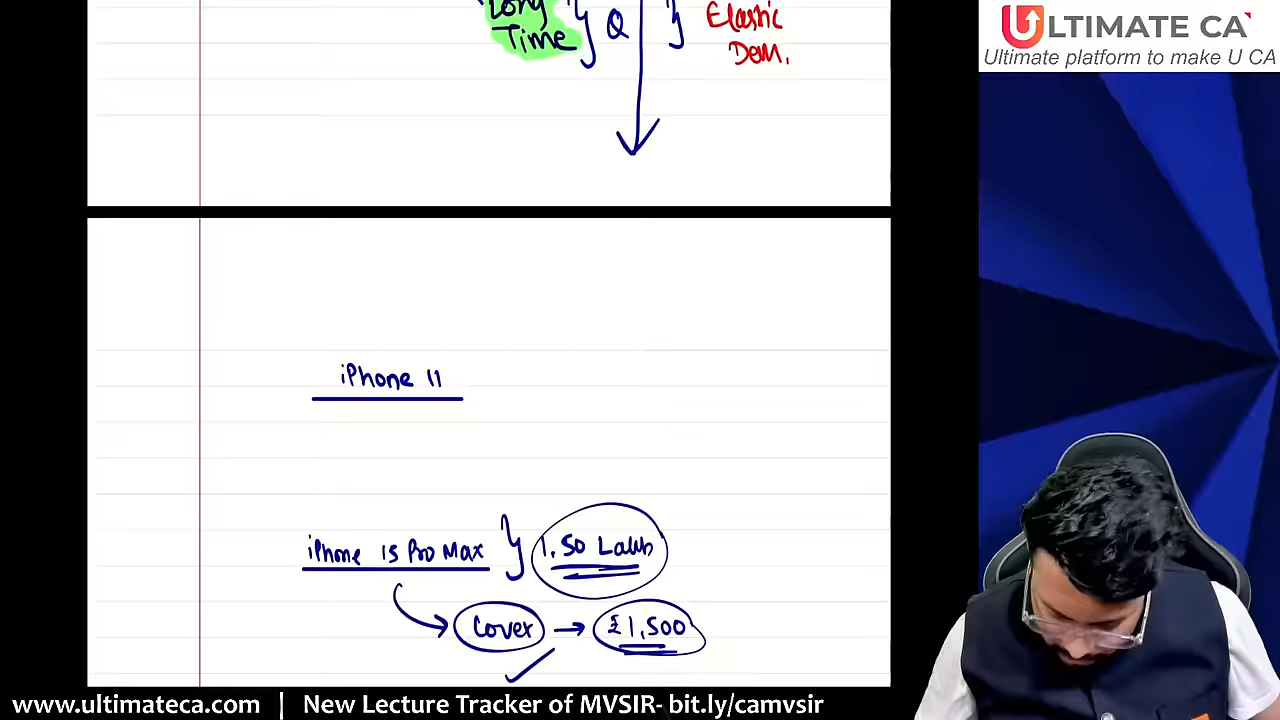 Long
Time } Q } Elastic
Dem.
ULTIMATE CA
Ultimate platform to make U CA
iPhone 11
iPhone 15 Pro Max } 1.50 Lakh
Cover → ₹1,500
www.ultimateca.com | New Lecture Tracker of MVSIR- bit.ly/camvsir